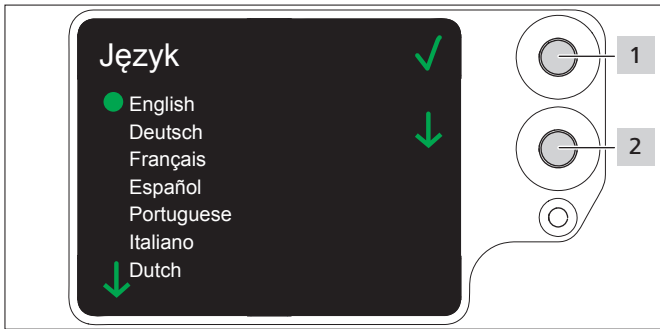 Język
English
Deutsch
Français
Español
Portuguese
Italiano
Dutch
1
2